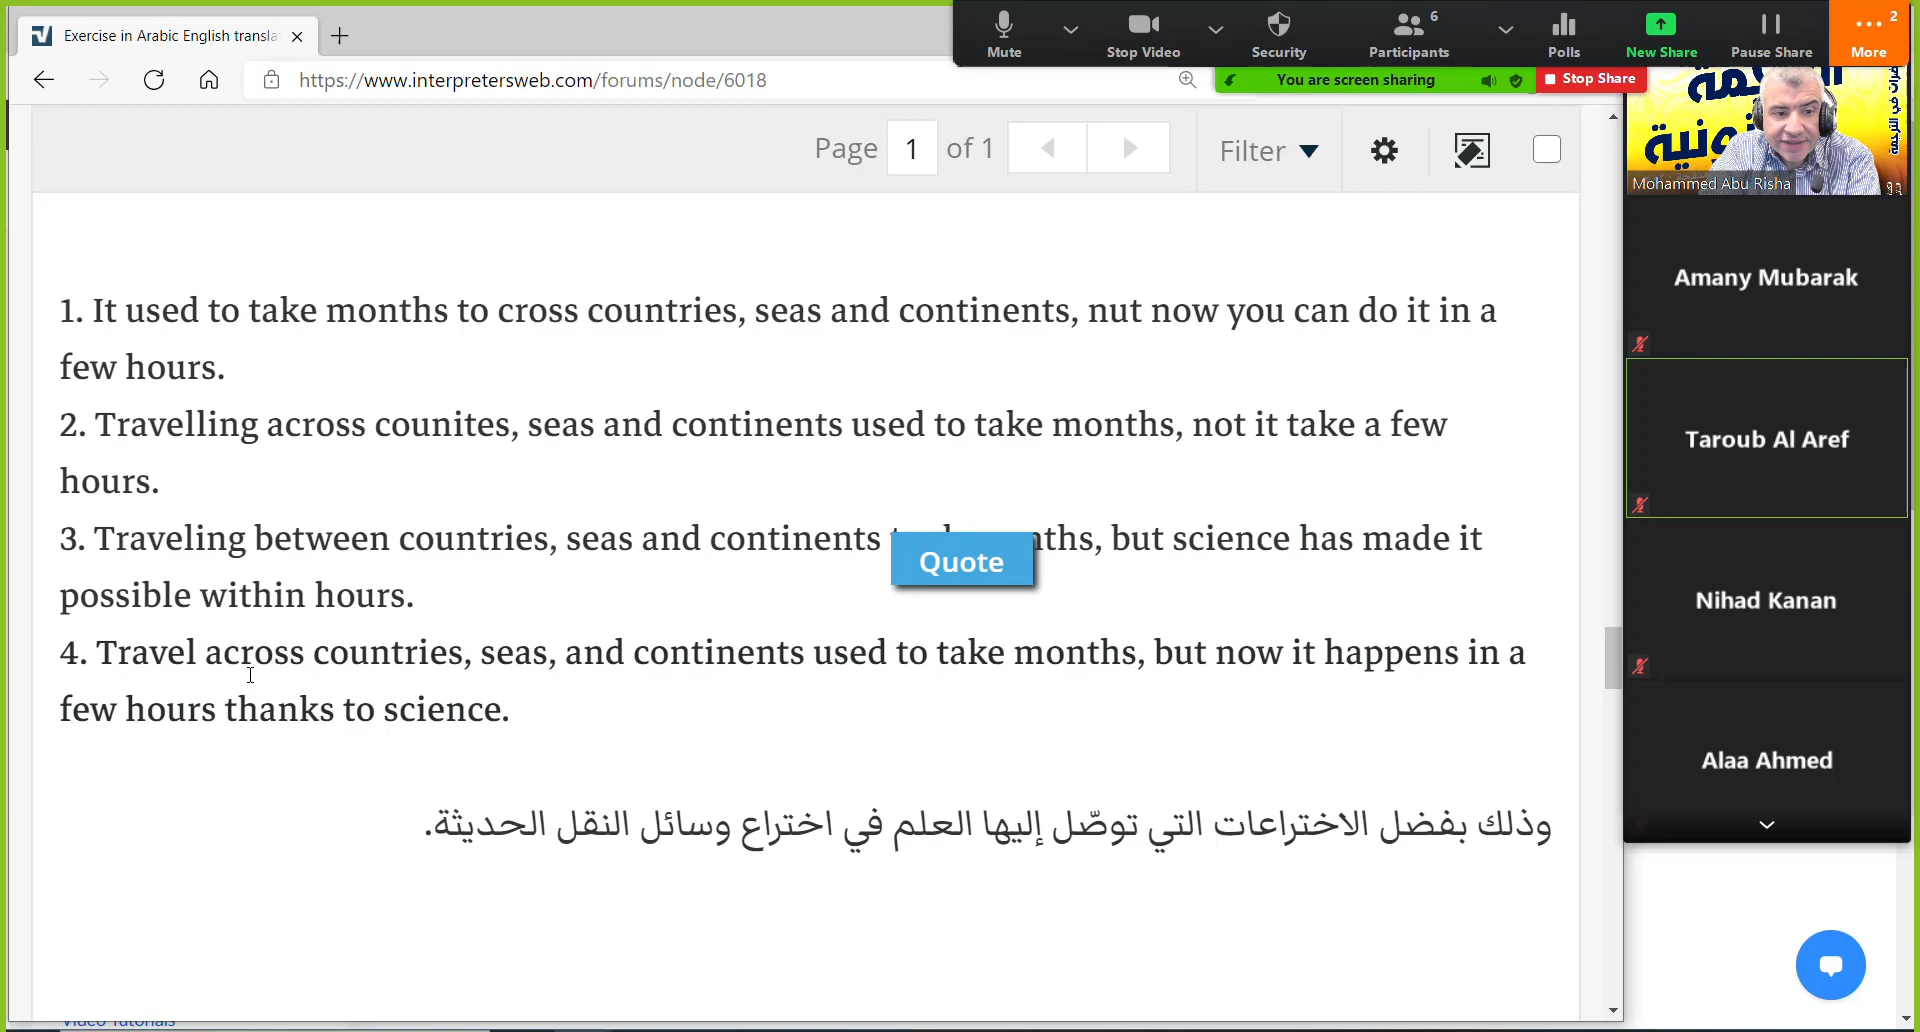 Exercise in Arabic English transla
Mute
Stop Video
Security
6
Participants
Polls
New Share
Pause Share
2
More
https://www.interpretersweb.com/forums/node/6018
You are screen sharing
Stop Share
Page 1 of 1
Filter
Mohammed Abu Risha
1. It used to take months to cross countries, seas and continents, nut now you can do it in a
few hours.
2. Travelling across counites, seas and continents used to take months, not it take a few
hours.
3. Traveling between countries, seas and continents
but science has made it
Quote
possible within hours.
4. Travel across countries, seas, and continents used to take months, but now it happens in a
few hours thanks to science.
وذلك بفضل الاختراعات التي توصّل إليها العلم في اختراع وسائل النقل الحديثة.
Amany Mubarak
Taroub Al Aref
Nihad Kanan
Alaa Ahmed
Video Tutorials